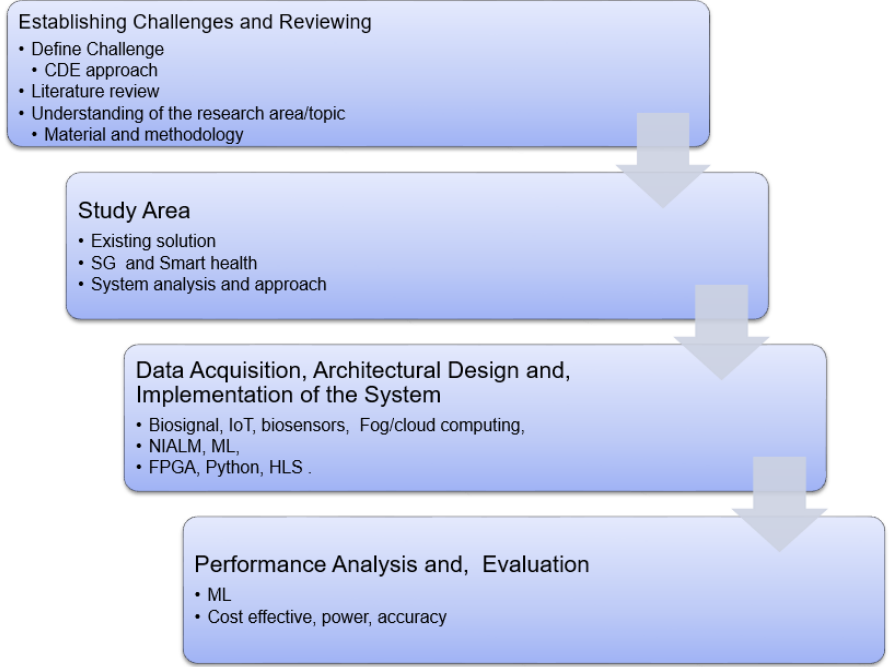 Establishing Challenges and Reviewing
• Define Challenge
• CDE approach
• Literature review
• Understanding of the research area/topic
• Material and methodology
Study Area
• Existing solution
• SG  and Smart health
• System analysis and approach
Data Acquisition, Architectural Design and,
Implementation of the System
• Biosignal, IoT, biosensors,  Fog/cloud computing,
• NIALM, ML,
• FPGA, Python, HLS .
Performance Analysis and,  Evaluation
• ML
• Cost effective, power, accuracy